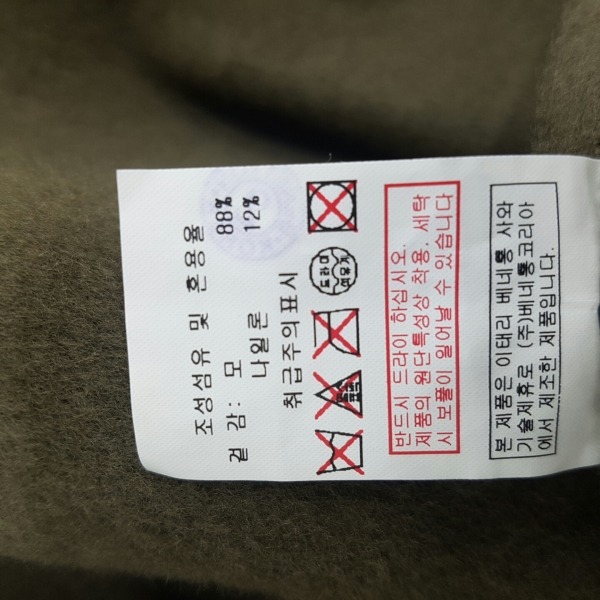 조성섬유 및 혼용율
겉 감: 모 88%
나일론 12%
취급주의표시
드라이
반드시 드라이 하십시오.
제품의 원단특성상 착용, 세탁
시 보풀이 일어날 수 있습니다
본 제품은 이태리 베네통 사와
기술제휴도 (주)베네통코리아
에서 제조한 제품입니다.